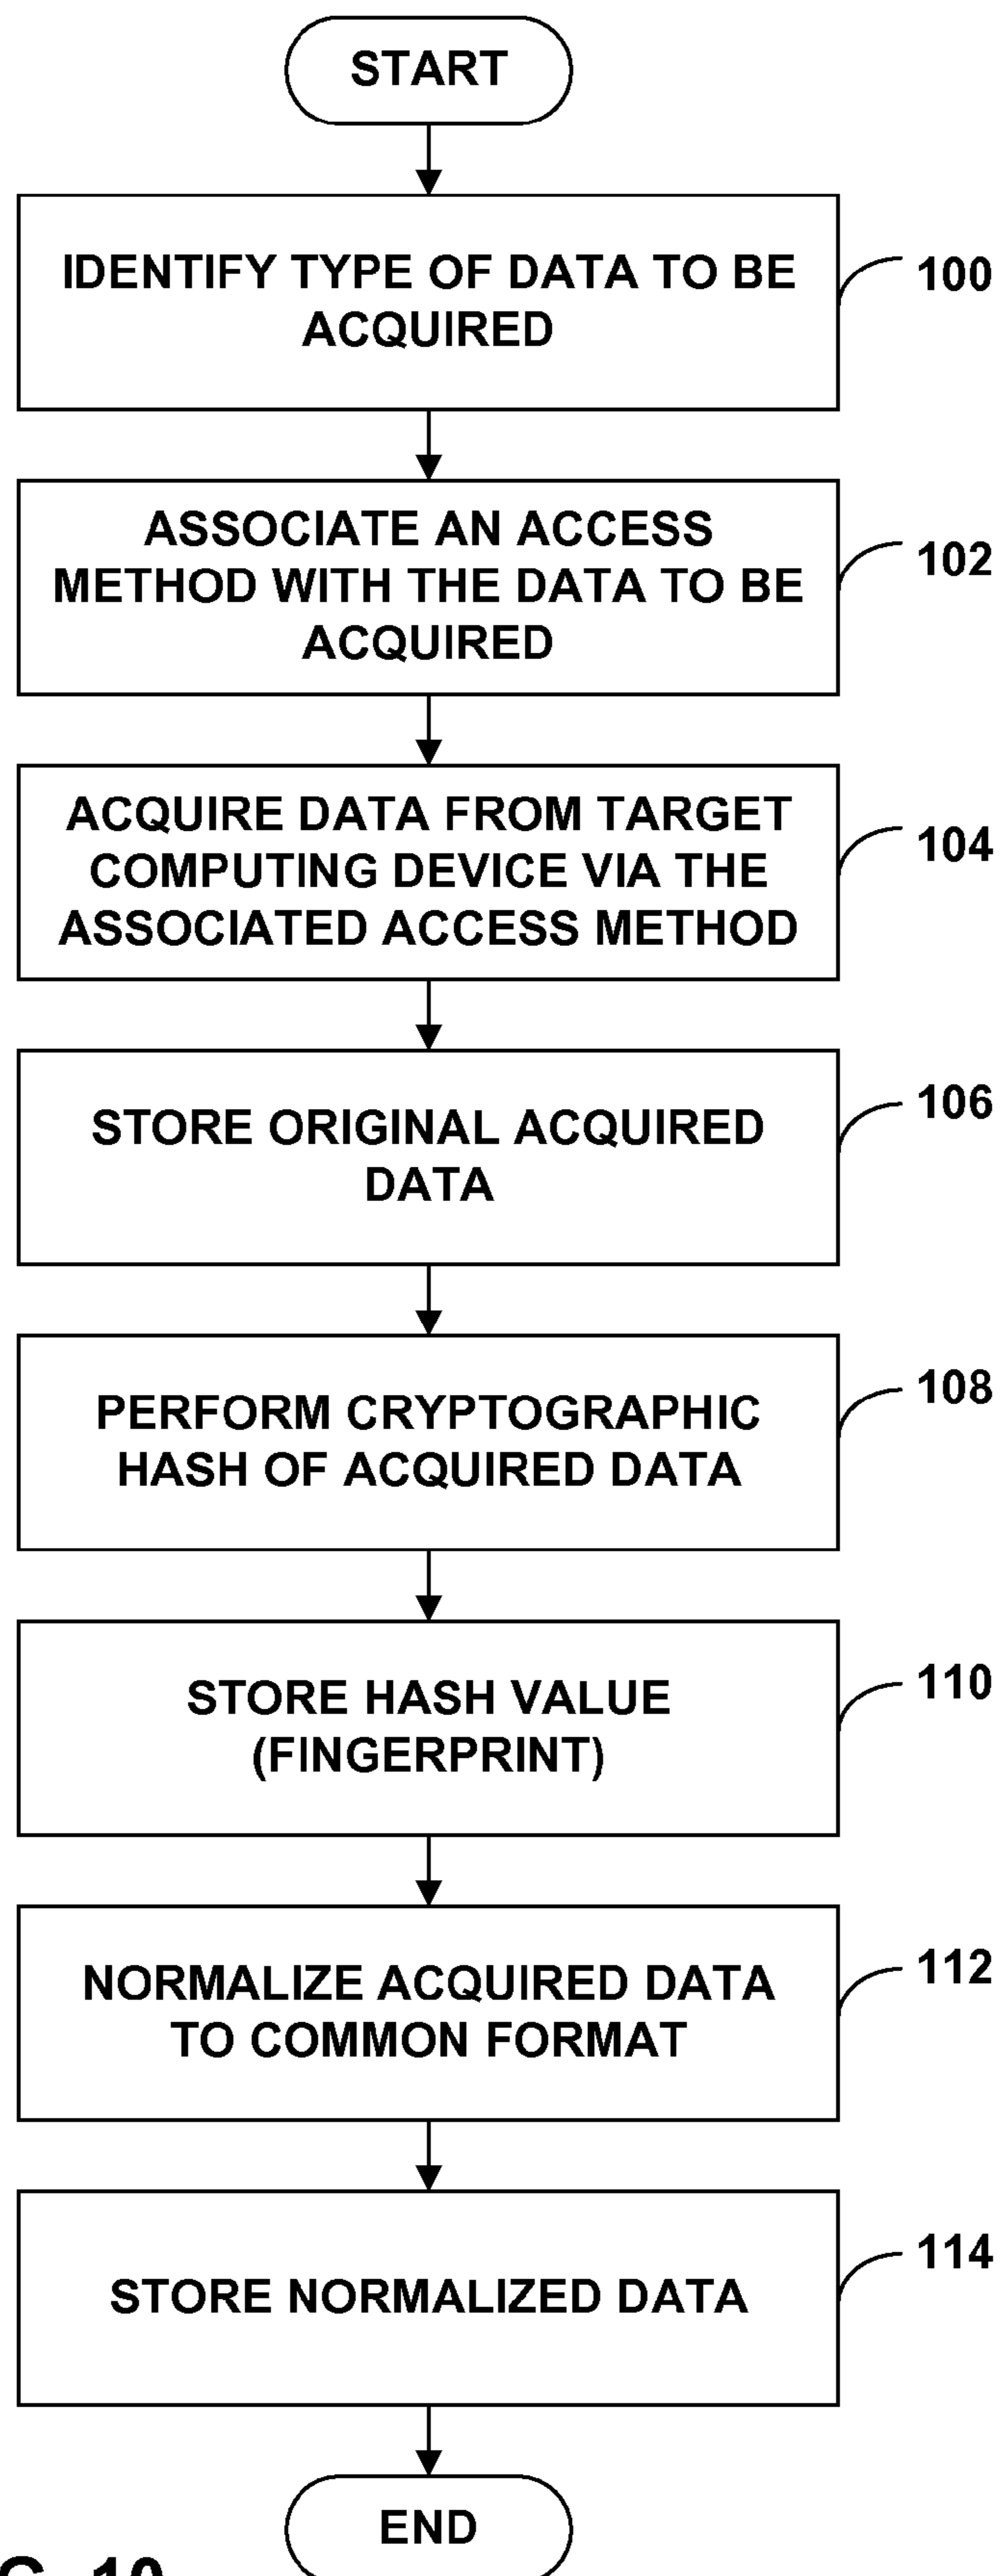 START
IDENTIFY TYPE OF DATA TO BE
ACQUIRED
100
ASSOCIATE AN ACCESS
METHOD WITH THE DATA TO BE
ACQUIRED
102
ACQUIRE DATA FROM TARGET
COMPUTING DEVICE VIA THE
ASSOCIATED ACCESS METHOD
104
STORE ORIGINAL ACQUIRED
DATA
106
PERFORM CRYPTOGRAPHIC
HASH OF ACQUIRED DATA
108
STORE HASH VALUE
(FINGERPRINT)
110
NORMALIZE ACQUIRED DATA
TO COMMON FORMAT
112
STORE NORMALIZED DATA
114
END